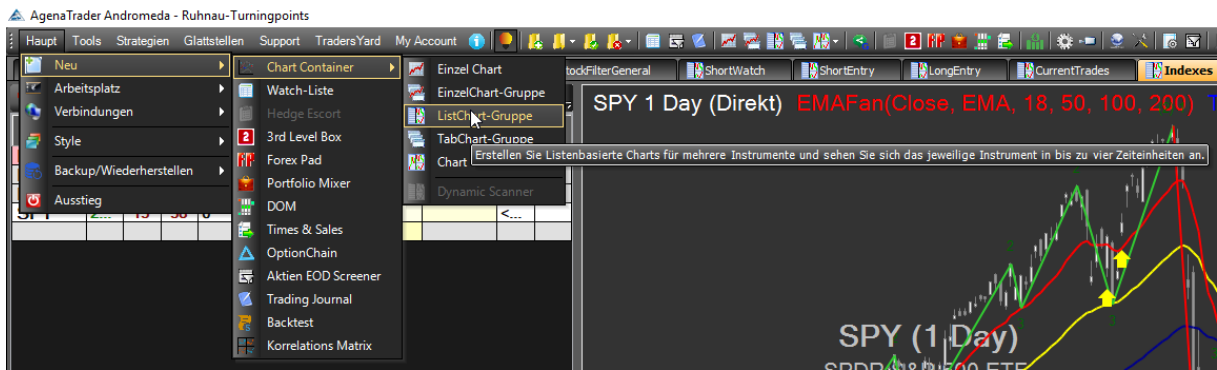 AgenaTrader Andromeda - Ruhnau-Turningpoints
Haupt Tools Strategien Glattstellen Support TradersYard My Account
Neu
Arbeitsplatz
Verbindungen
Style
Backup/Wiederherstellen
Ausstieg
Chart Container
Watch-Liste
Hedge Escort
3rd Level Box
Forex Pad
Portfolio Mixer
DOM
Times & Sales
OptionChain
Aktien EOD Screener
Trading Journal
Backtest
Korrelations Matrix
Einzel Chart
EinzelChart-Gruppe
ListChart-Gruppe
TabChart-Gruppe
Chart
Dynamic Scanner
Erstellen Sie Listenbasierte Charts für mehrere Instrumente und sehen Sie sich das jeweilige Instrument in bis zu vier Zeiteinheiten an.
tockFilterGeneral ShortWatch ShortEntry LongEntry CurrentTrades Indexes
SPY 1 Day (Direkt) EMAFan(Close, EMA, 18, 50, 100, 200)
SPY (1 Day)